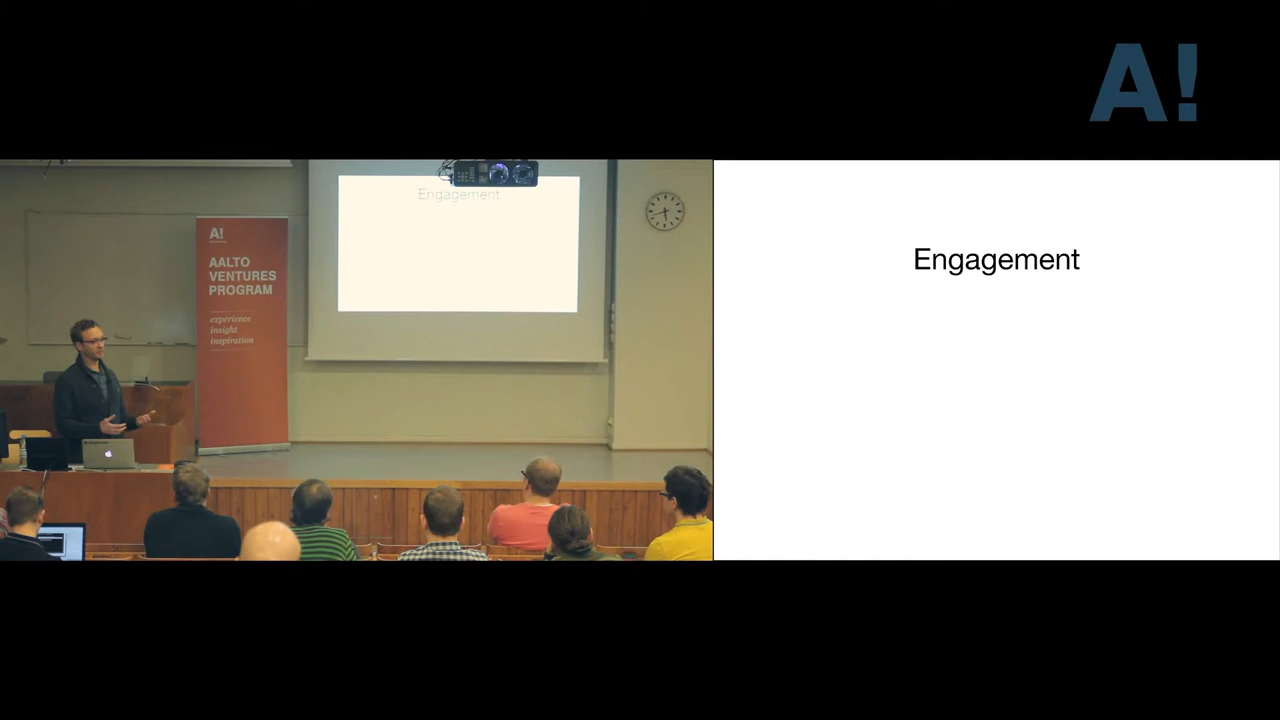 A!
Engagement
A!
AALTO
VENTURES
PROGRAM
experience
insight
inspiration
Engagement